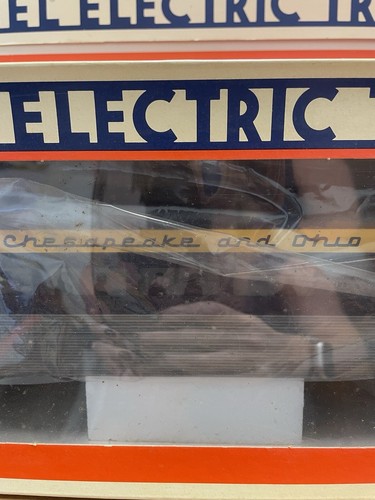 EL ELECTRIC TR
ELECTRIC T
Chesapeake and Ohio